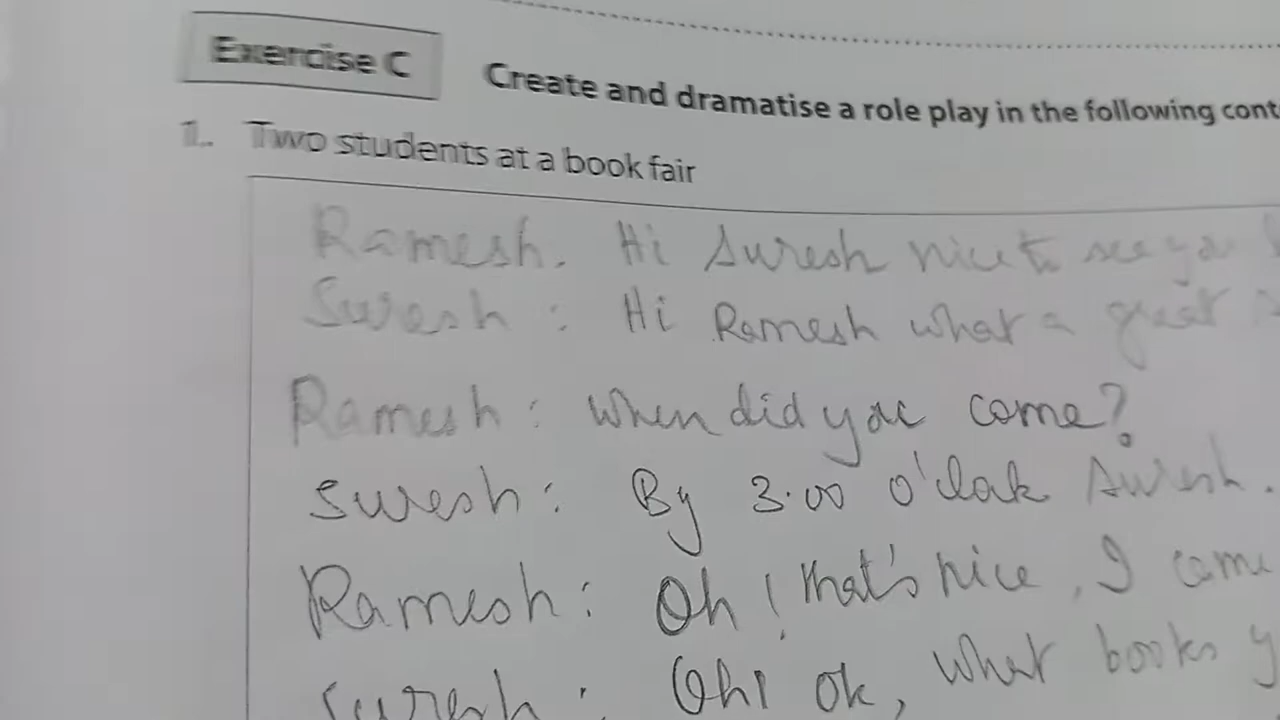 Exercise C Create and dramatise a role play in the following cont
1. Two students at a book fair
Ramesh. Hi Suresh nice to see you
Suresh : Hi Ramesh what a great
Ramesh : When did you come?
Suresh : By 3.00 o'clok Suresh.
Ramesh : Oh! that's nice, I came
Suresh : Oh! ok, what books y